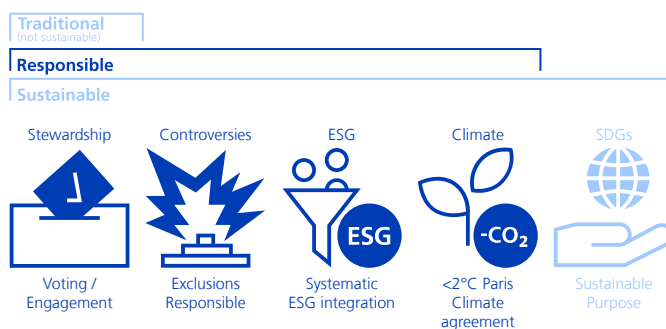 Traditional
(not sustainable)
Responsible
Sustainable
Stewardship
Controversies
ESG
Climate
SDGs
ESG
-CO₂
Voting /
Engagement
Exclusions
Responsible
Systematic
ESG integration
<2°C Paris
Climate
agreement
Sustainable
Purpose